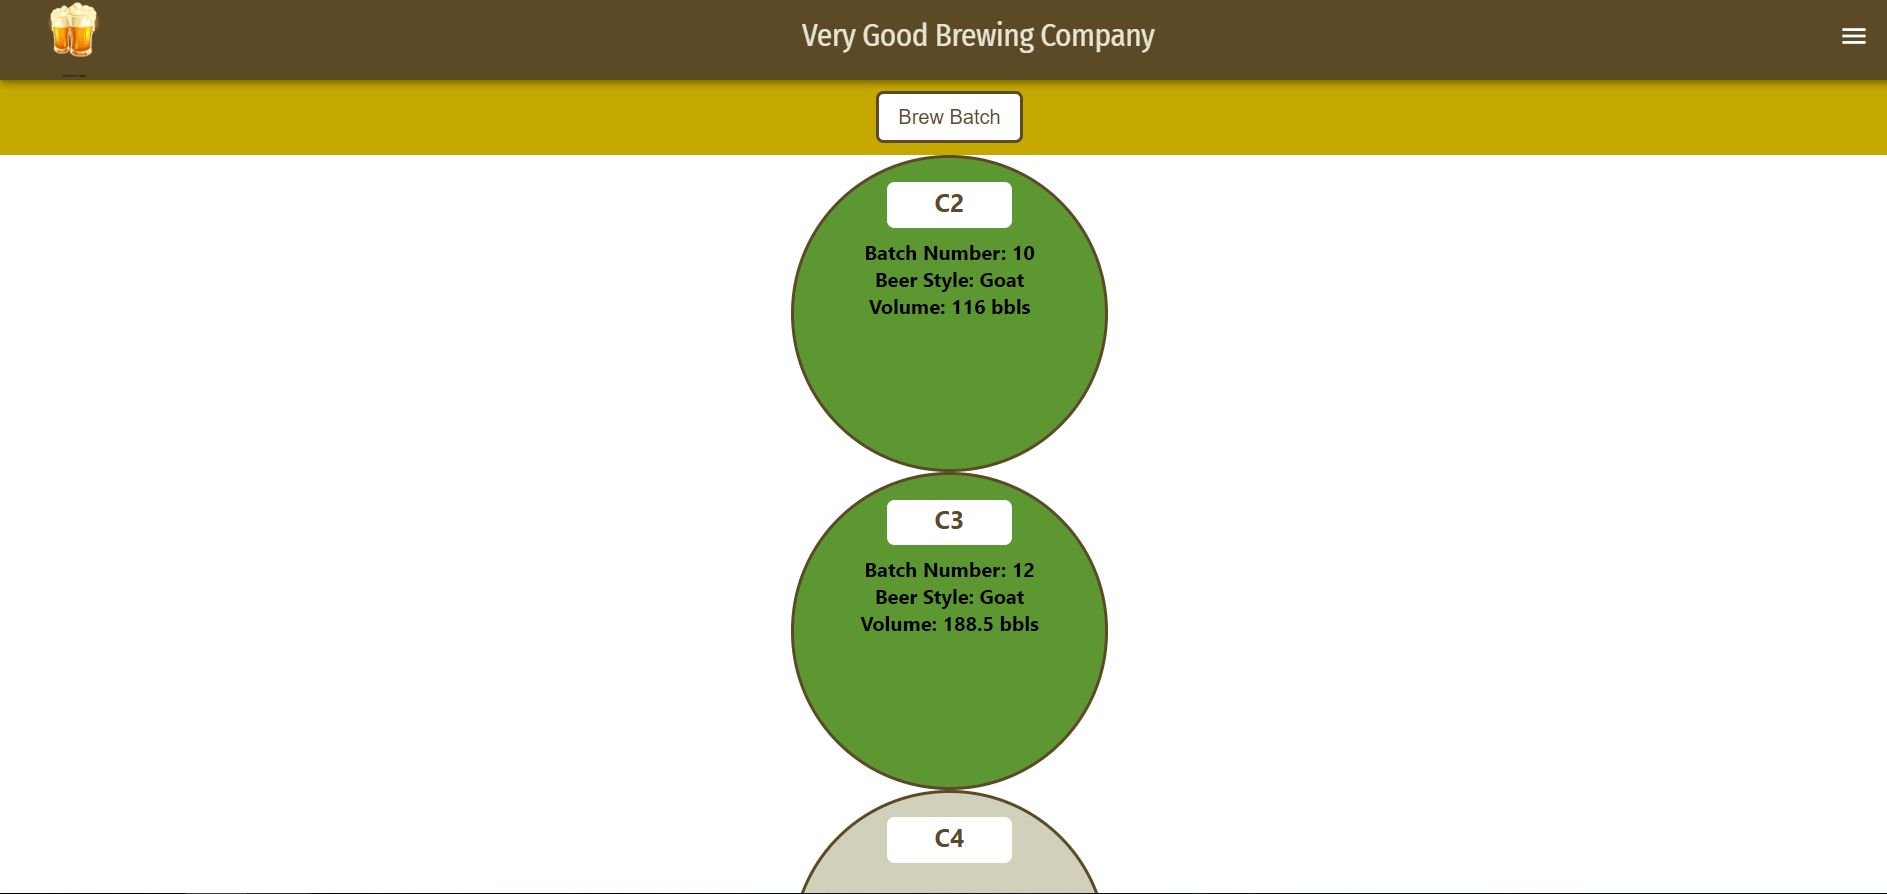 Very Good Brewing Company
Brew Batch
C2
Batch Number: 10
Beer Style: Goat
Volume: 116 bbls
C3
Batch Number: 12
Beer Style: Goat
Volume: 188.5 bbls
C4